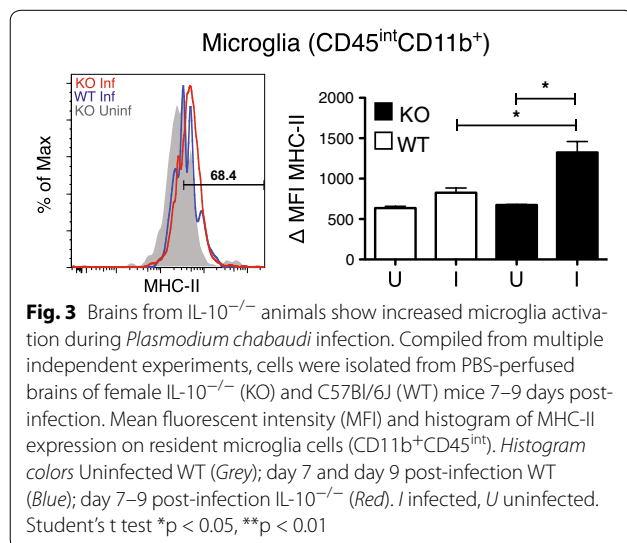 Microglia (CD45intCD11b+)
KO Inf
WT Inf
KO Uninf
68.4
% of Max
MHC-II
2000
1500
1000
500
0
Δ MFI MHC-II
KO
WT
*
*
U I U I
Fig. 3 Brains from IL-10−/− animals show increased microglia activa-
tion during Plasmodium chabaudi infection. Compiled from multiple
independent experiments, cells were isolated from PBS-perfused
brains of female IL-10−/− (KO) and C57Bl/6J (WT) mice 7–9 days post-
infection. Mean fluorescent intensity (MFI) and histogram of MHC-II
expression on resident microglia cells (CD11b+CD45int). Histogram
colors Uninfected WT (Grey); day 7 and day 9 post-infection WT
(Blue); day 7–9 post-infection IL-10−/− (Red). I infected, U uninfected.
Student's t test *p < 0.05, **p < 0.01